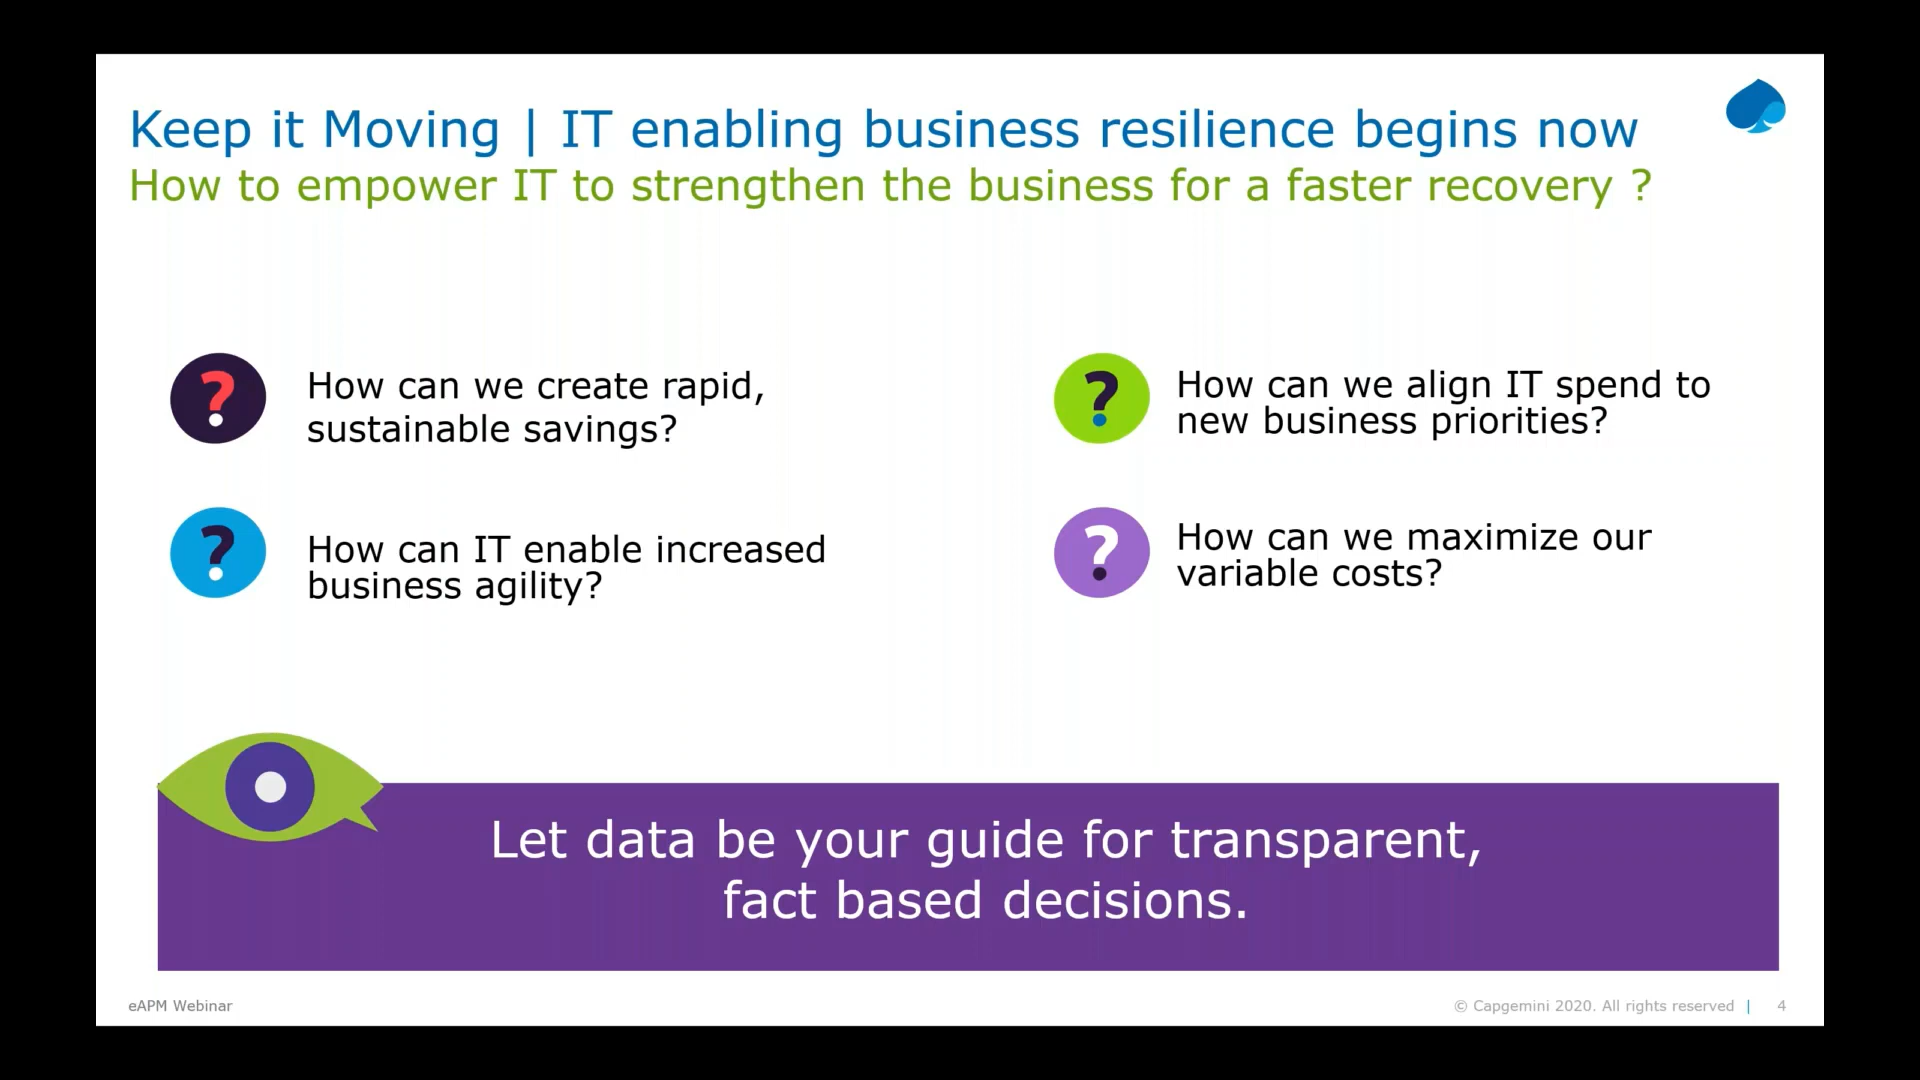 Keep it Moving | IT enabling business resilience begins now
How to empower IT to strengthen the business for a faster recovery ?
?
How can we create rapid,
sustainable savings?
?
How can we align IT spend to
new business priorities?
?
How can IT enable increased
business agility?
?
How can we maximize our
variable costs?
Let data be your guide for transparent,
fact based decisions.
eAPM Webinar
© Capgemini 2020. All rights reserved | 4